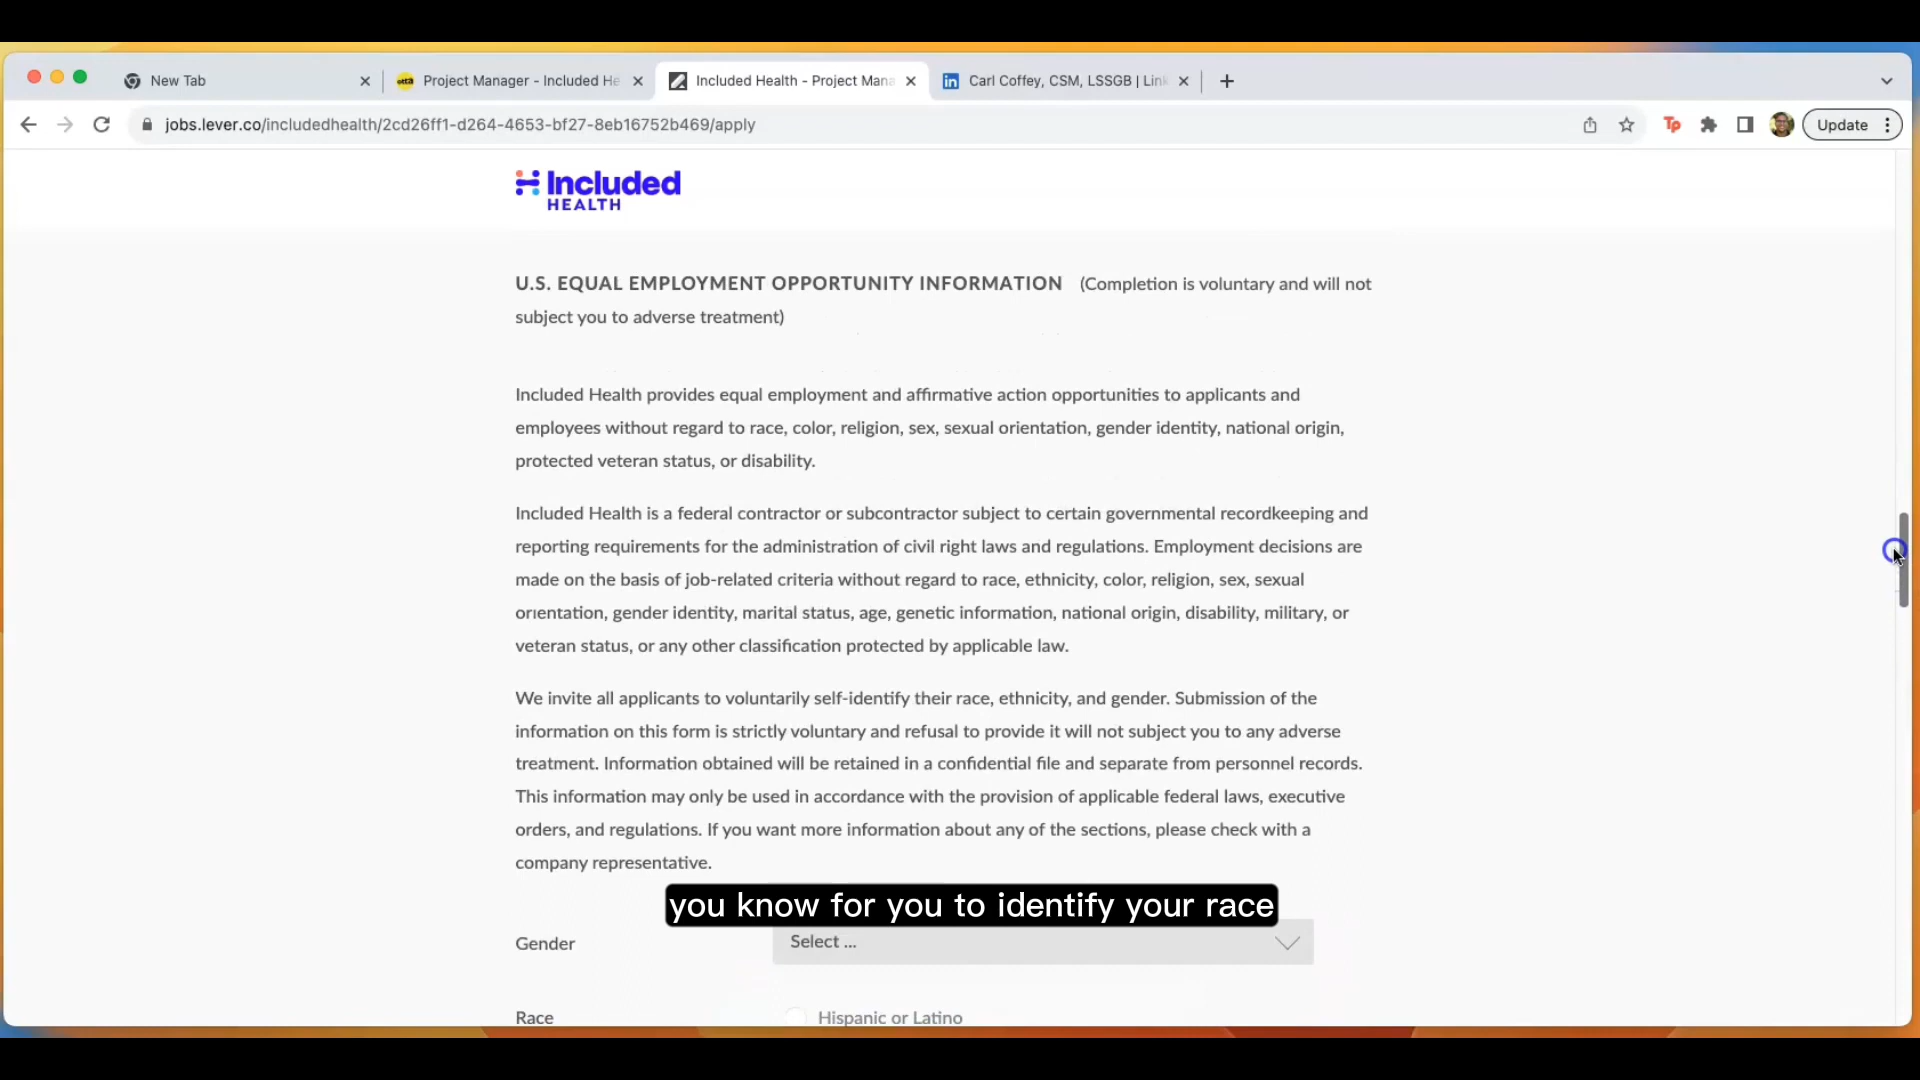 New Tab
Project Manager - Included He
Included Health - Project Mana
Carl Coffey, CSM, LSSGB | Link
jobs.lever.co/includedhealth/2cd26ff1-d264-4653-bf27-8eb16752b469/apply
Tp
Update
Included
HEALTH
U.S. EQUAL EMPLOYMENT OPPORTUNITY INFORMATION (Completion is voluntary and will not
subject you to adverse treatment)
Included Health provides equal employment and affirmative action opportunities to applicants and
employees without regard to race, color, religion, sex, sexual orientation, gender identity, national origin,
protected veteran status, or disability.
Included Health is a federal contractor or subcontractor subject to certain governmental recordkeeping and
reporting requirements for the administration of civil right laws and regulations. Employment decisions are
made on the basis of job-related criteria without regard to race, ethnicity, color, religion, sex, sexual
orientation, gender identity, marital status, age, genetic information, national origin, disability, military, or
veteran status, or any other classification protected by applicable law.
We invite all applicants to voluntarily self-identify their race, ethnicity, and gender. Submission of the
information on this form is strictly voluntary and refusal to provide it will not subject you to any adverse
treatment. Information obtained will be retained in a confidential file and separate from personnel records.
This information may only be used in accordance with the provision of applicable federal laws, executive
orders, and regulations. If you want more information about any of the sections, please check with a
company representative.
you know for you to identify your race
Gender
Select ...
Race
Hispanic or Latino